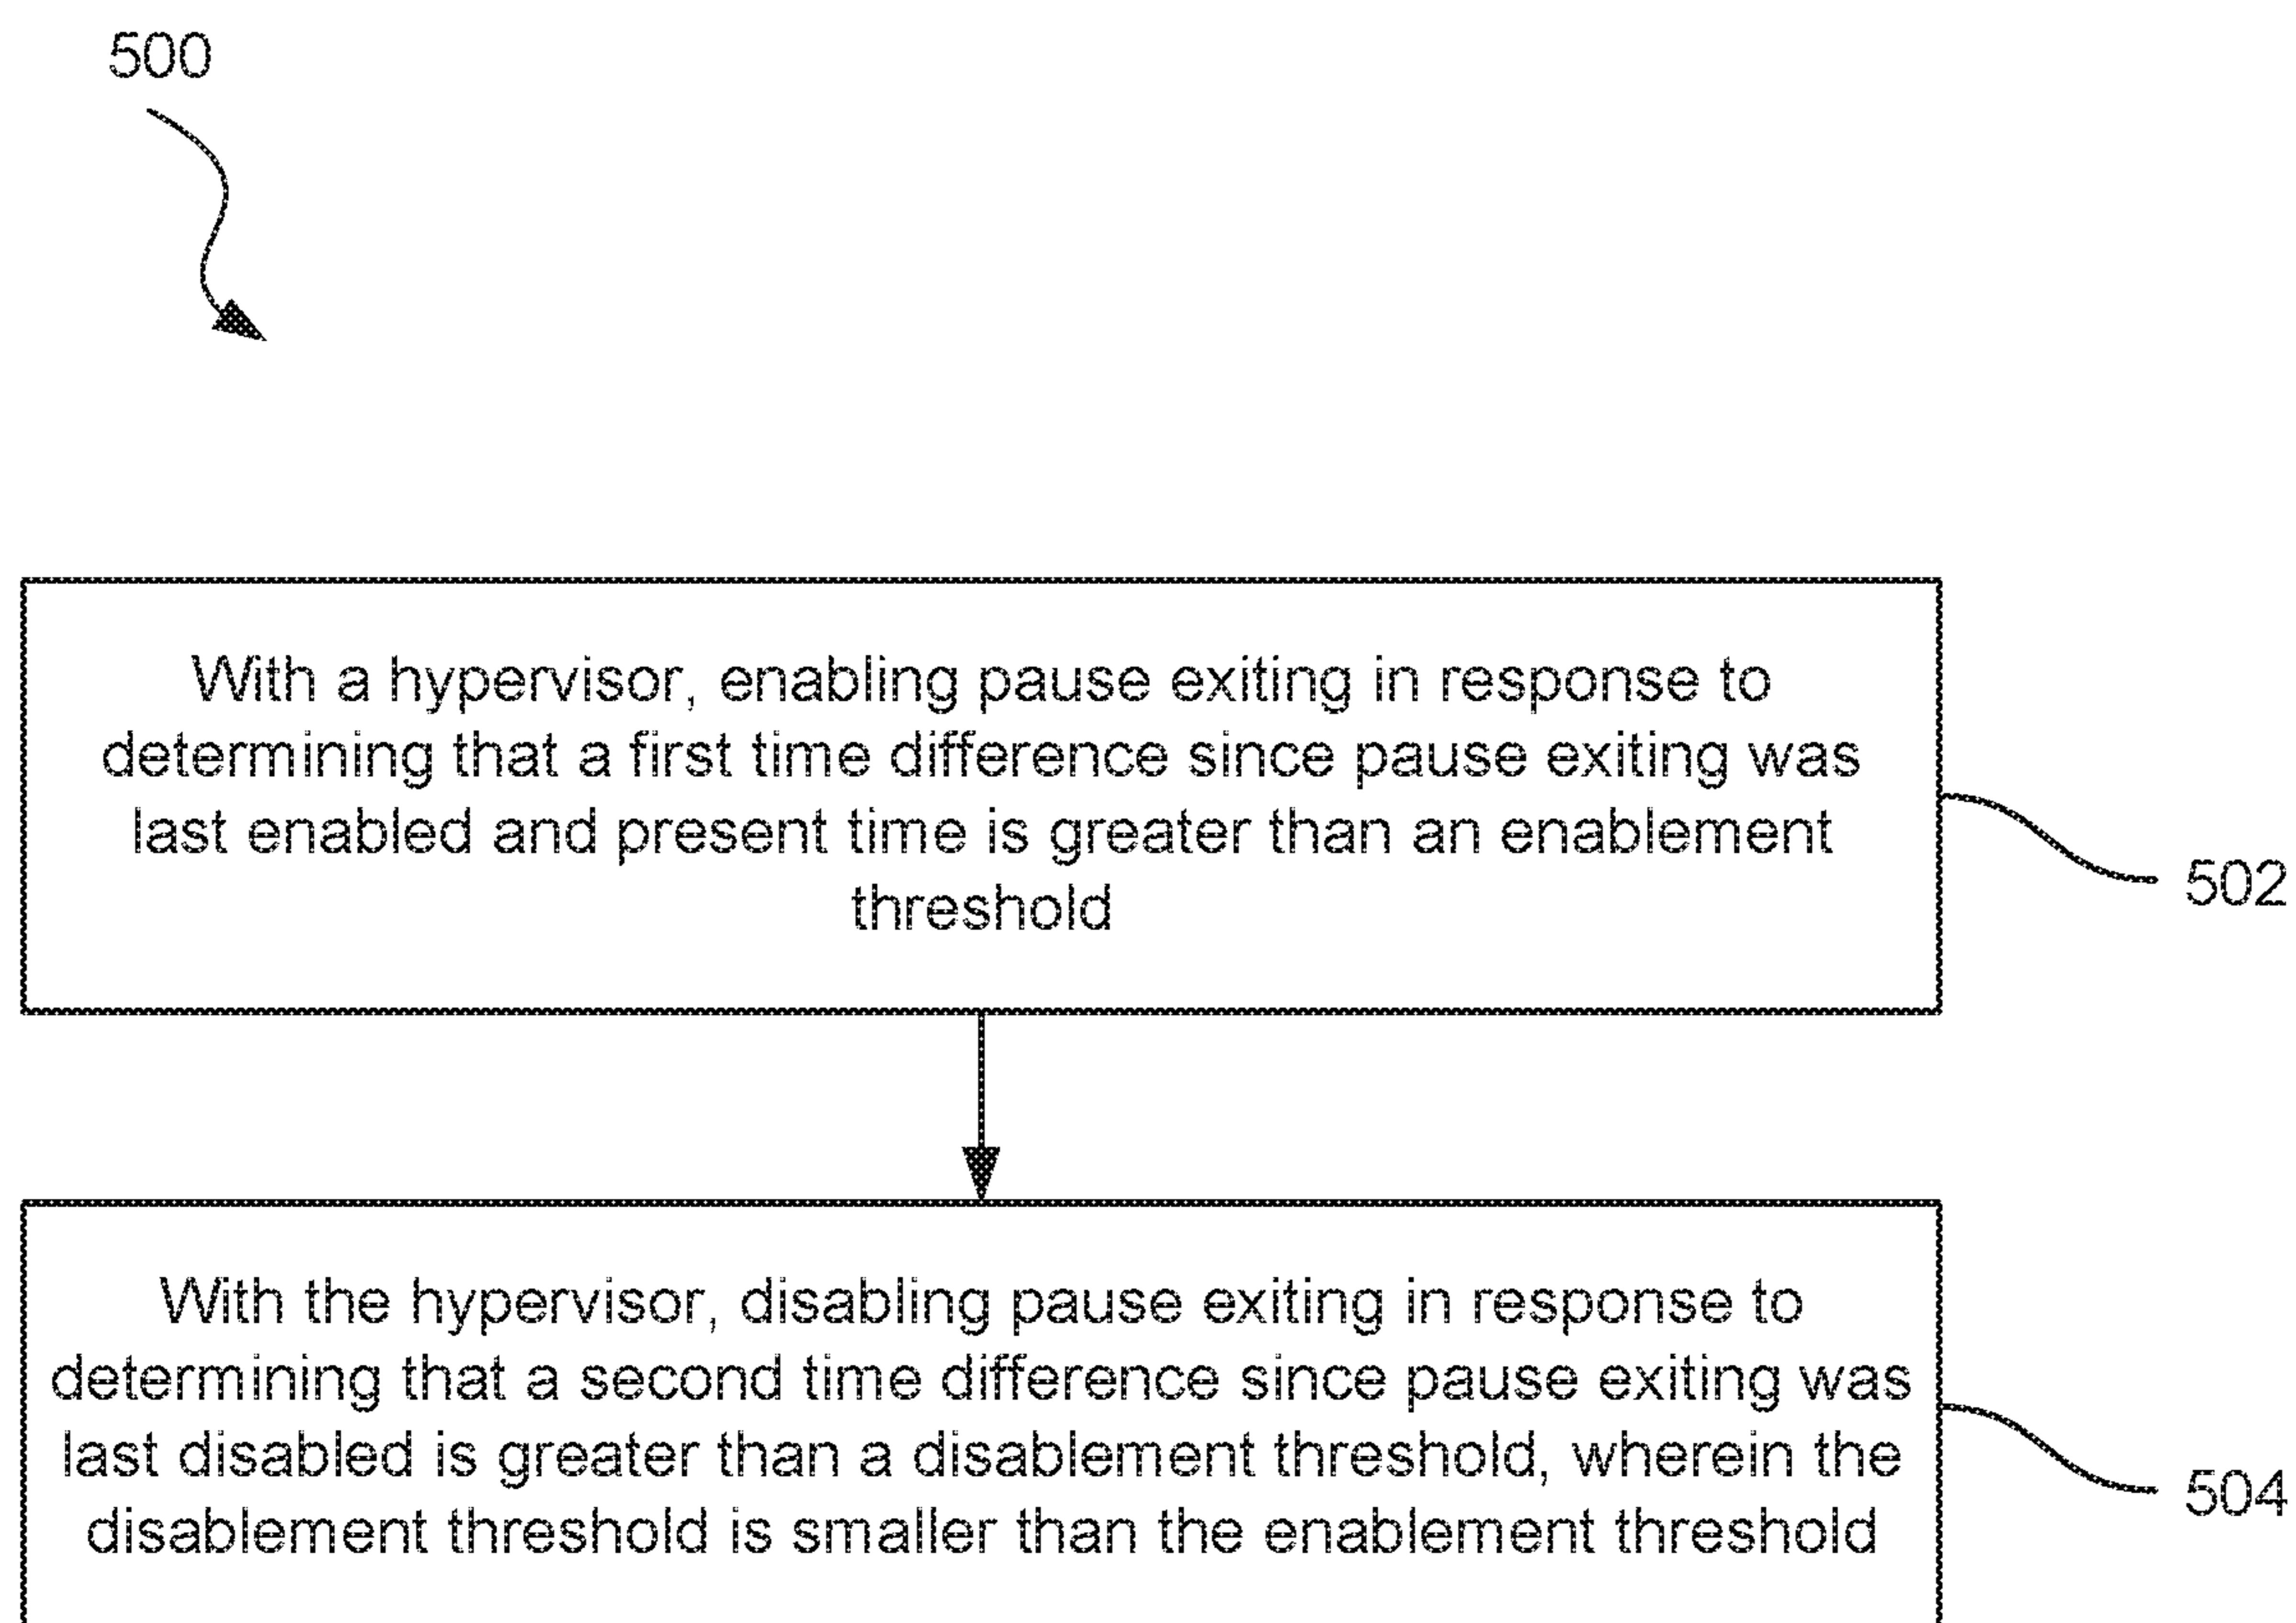 500
With a hypervisor, enabling pause exiting in response to
determining that a first time difference since pause exiting was
last enabled and present time is greater than an enablement
threshold
502
With the hypervisor, disabling pause exiting in response to
determining that a second time difference since pause exiting was
last disabled is greater than a disablement threshold, wherein the
disablement threshold is smaller than the enablement threshold
504